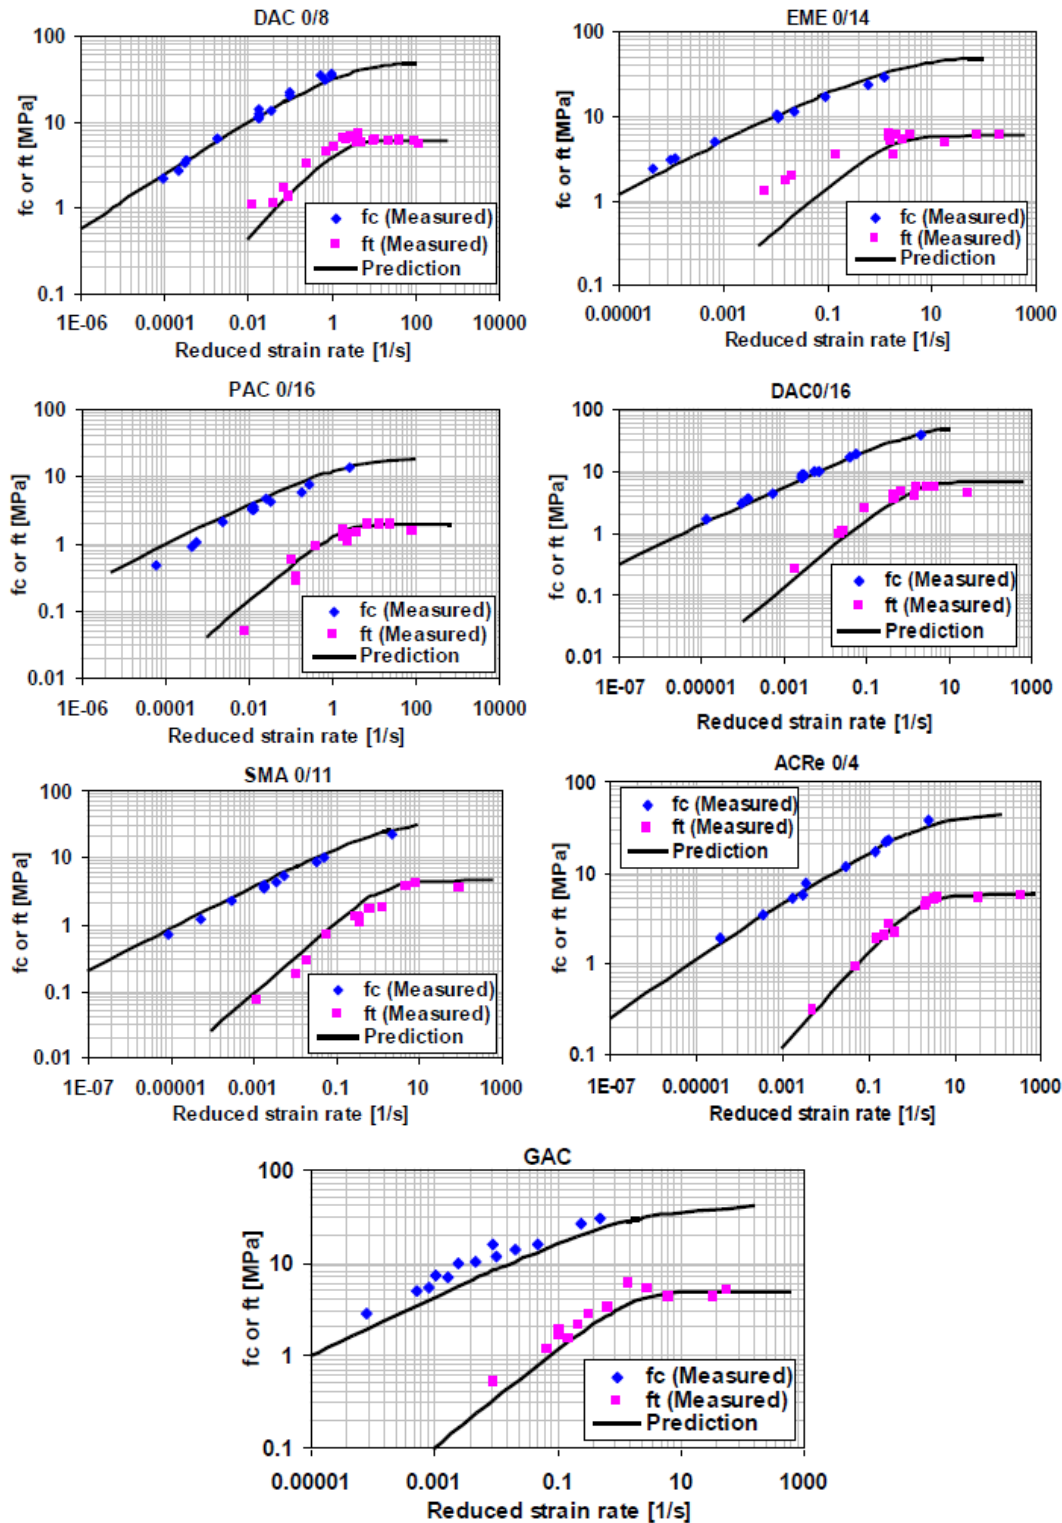 DAC 0/8
fc or ft [MPa]
100
10
1
0.1
fc (Measured)
ft (Measured)
Prediction
1E-06 0.0001 0.01 1 100 10000
Reduced strain rate [1/s]
EME 0/14
fc or ft [MPa]
100
10
1
0.1
fc (Measured)
ft (Measured)
Prediction
0.00001 0.001 0.1 10 1000
Reduced strain rate [1/s]
PAC 0/16
fc or ft [MPa]
100
10
1
0.1
0.01
fc (Measured)
ft (Measured)
Prediction
1E-06 0.0001 0.01 1 100 10000
Reduced strain rate [1/s]
DAC0/16
fc or ft [MPa]
100
10
1
0.1
0.01
fc (Measured)
ft (Measured)
Prediction
1E-07 0.00001 0.001 0.1 10 1000
Reduced strain rate [1/s]
SMA 0/11
fc or ft [MPa]
100
10
1
0.1
0.01
fc (Measured)
ft (Measured)
Prediction
1E-07 0.00001 0.001 0.1 10 1000
Reduced strain rate [1/s]
ACRe 0/4
fc or ft [MPa]
100
10
1
0.1
fc (Measured)
ft (Measured)
Prediction
1E-07 0.00001 0.001 0.1 10 1000
Reduced strain rate [1/s]
GAC
fc or ft [MPa]
100
10
1
0.1
fc (Measured)
ft (Measured)
Prediction
0.00001 0.001 0.1 10 1000
Reduced strain rate [1/s]